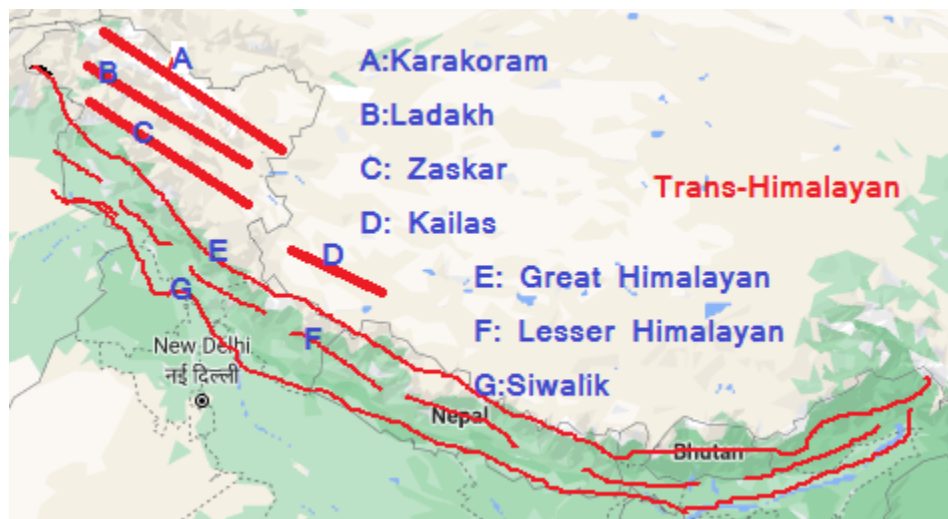 A
A:Karakoram
B
B:Ladakh
C
C: Zaskar
Trans-Himalayan
D: Kailas
E
D
E: Great Himalayan
G
F
F: Lesser Himalayan
New Delhi
नई दिल्ली
G:Siwalik
Nepal
Bhutan